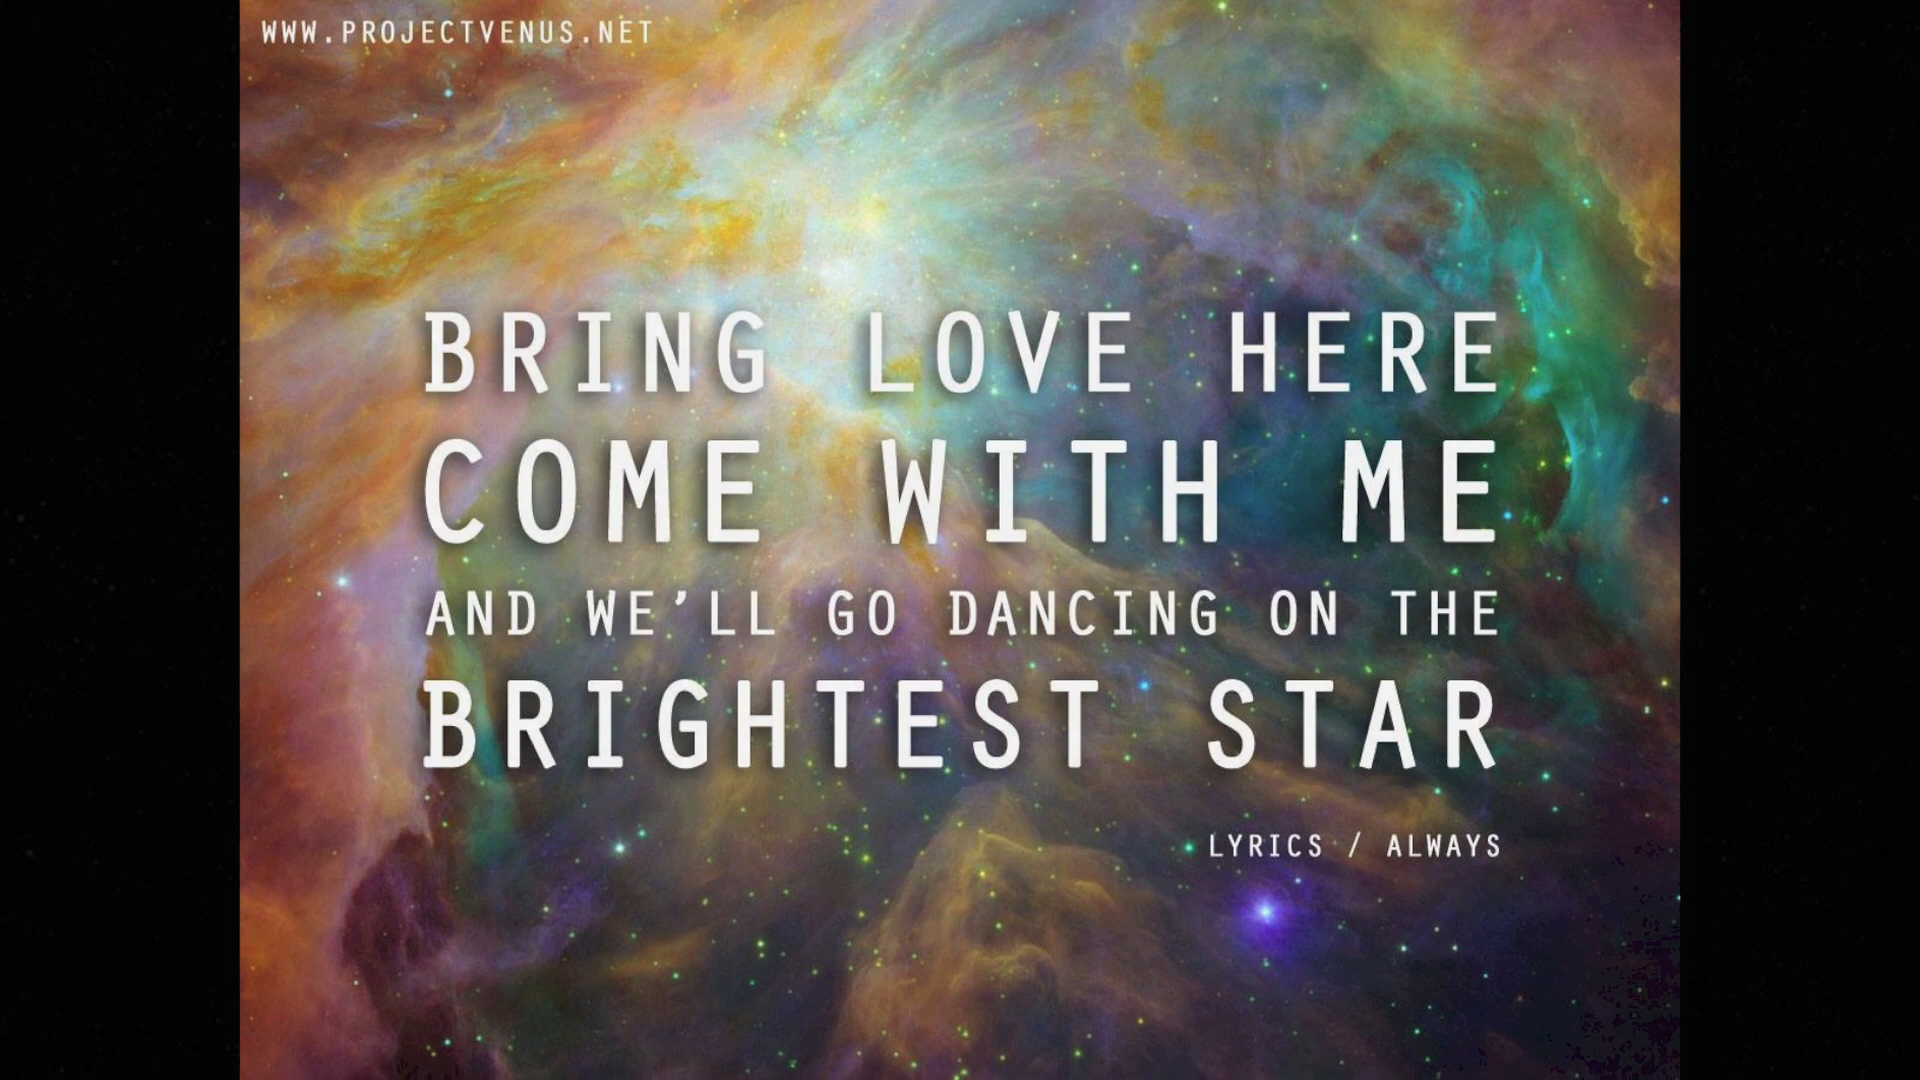 WWW.PROJECTVENUS.NET
BRING LOVE HERE
COME WITH ME
AND WE'LL GO DANCING ON THE
BRIGHTEST STAR
LYRICS / ALWAYS